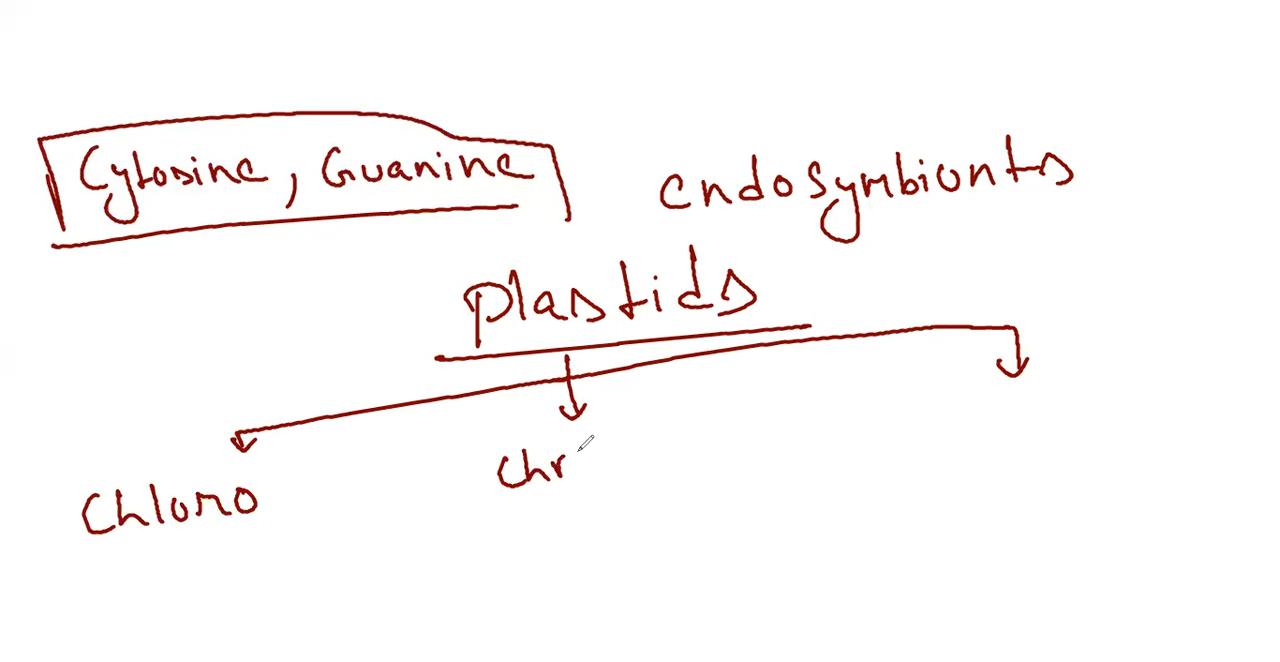 Cytosine, Guanine
endosymbionts
Plastids
Chloro
Chr